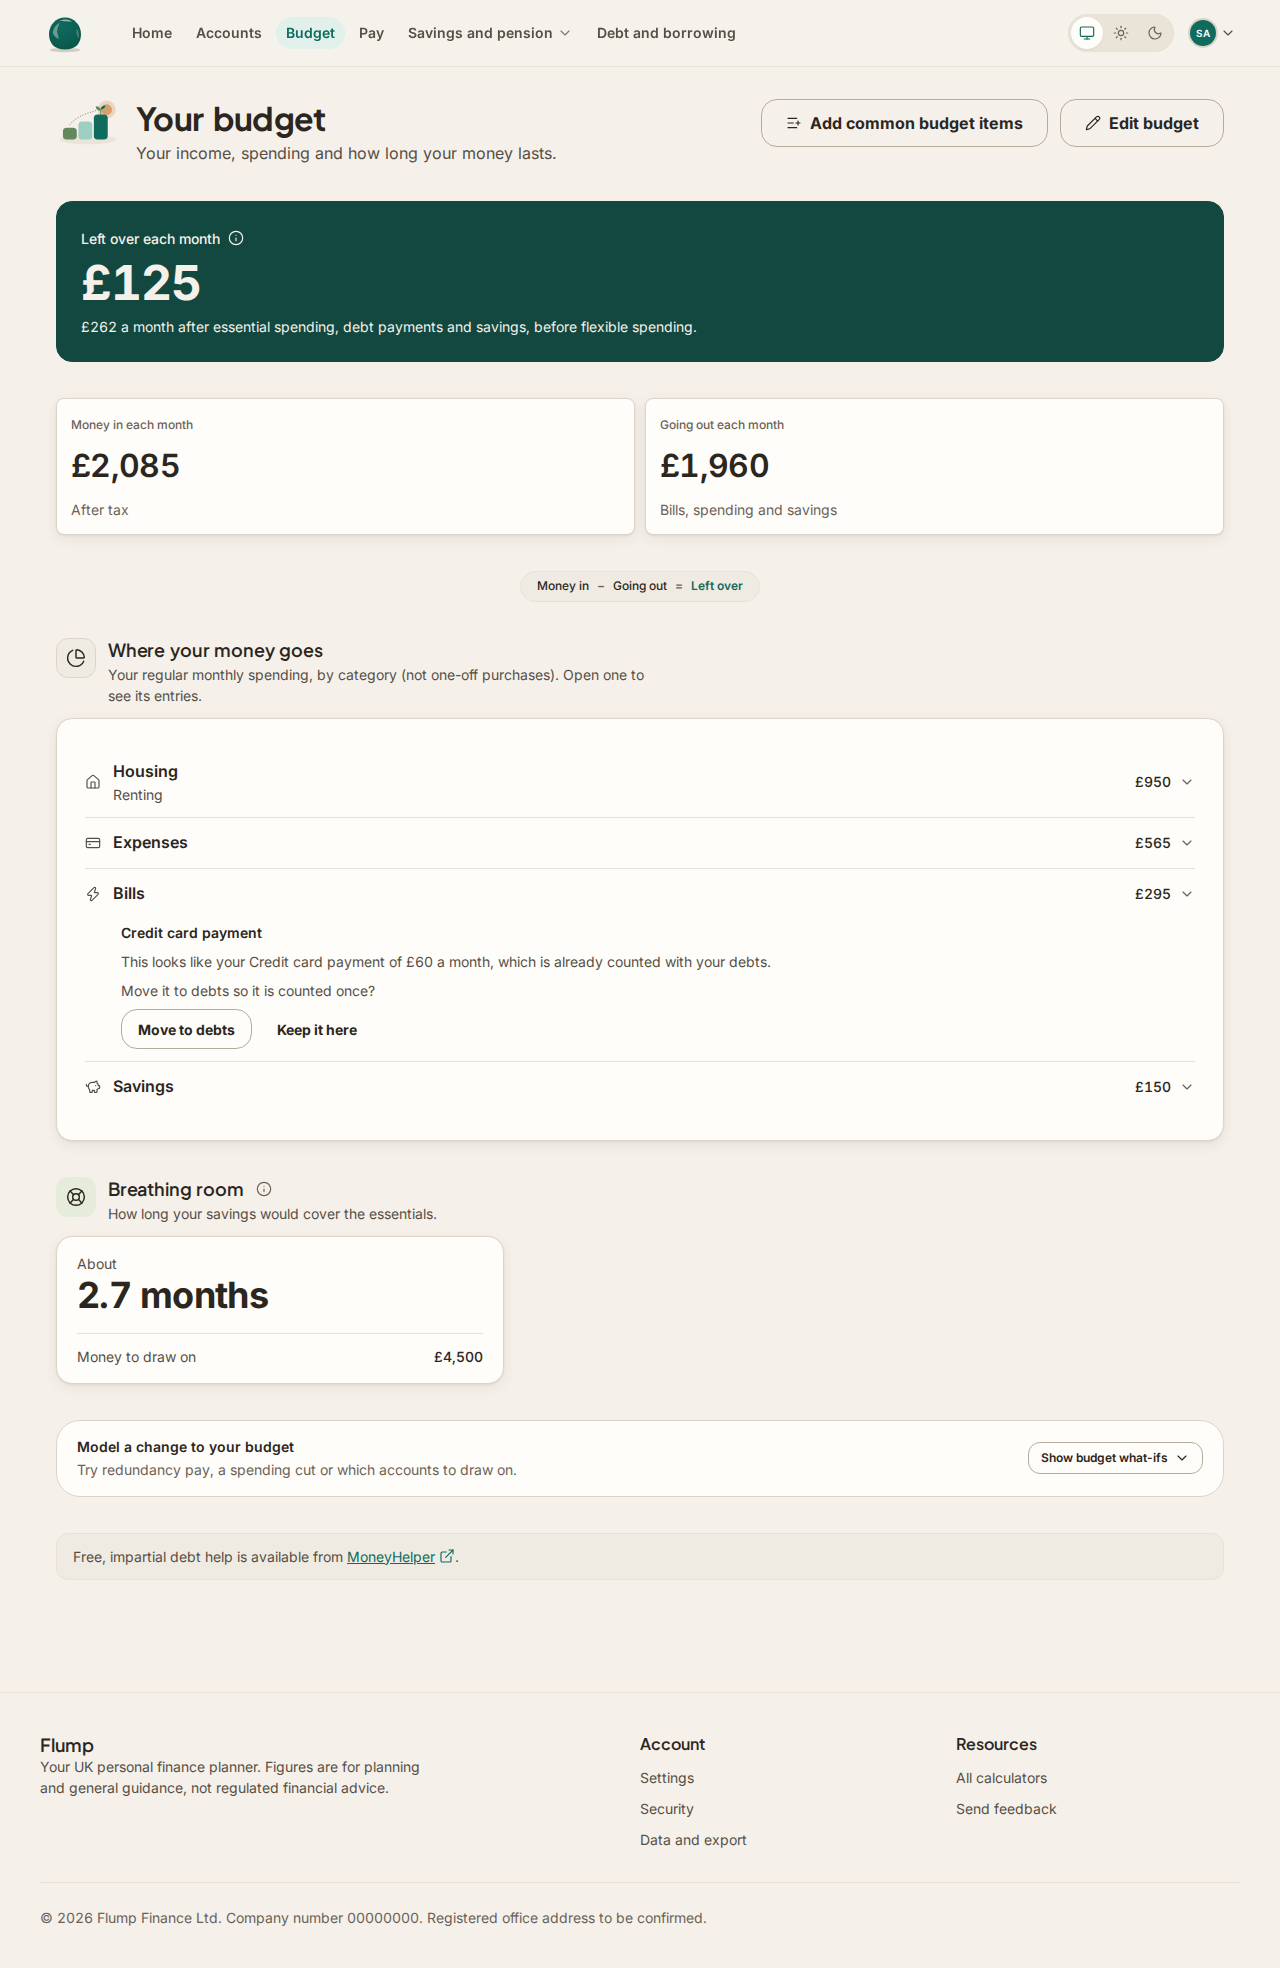 Home
Accounts
Budget
Pay
Savings and pension
Debt and borrowing
SA
Your budget
Your income, spending and how long your money lasts.
Add common budget items
Edit budget
Left over each month
£125
£262 a month after essential spending, debt payments and savings, before flexible spending.
Money in each month
£2,085
After tax
Going out each month
£1,960
Bills, spending and savings
Money in − Going out = Left over
Where your money goes
Your regular monthly spending, by category (not one-off purchases). Open one to
see its entries.
Housing
Renting
£950
Expenses
£565
Bills
£295
Credit card payment
This looks like your Credit card payment of £60 a month, which is already counted with your debts.
Move it to debts so it is counted once?
Move to debts
Keep it here
Savings
£150
Breathing room
How long your savings would cover the essentials.
About
2.7 months
Money to draw on
£4,500
Model a change to your budget
Try redundancy pay, a spending cut or which accounts to draw on.
Show budget what-ifs
Free, impartial debt help is available from MoneyHelper.
Flump
Your UK personal finance planner. Figures are for planning
and general guidance, not regulated financial advice.
Account
Settings
Security
Data and export
Resources
All calculators
Send feedback
© 2026 Flump Finance Ltd. Company number 00000000. Registered office address to be confirmed.